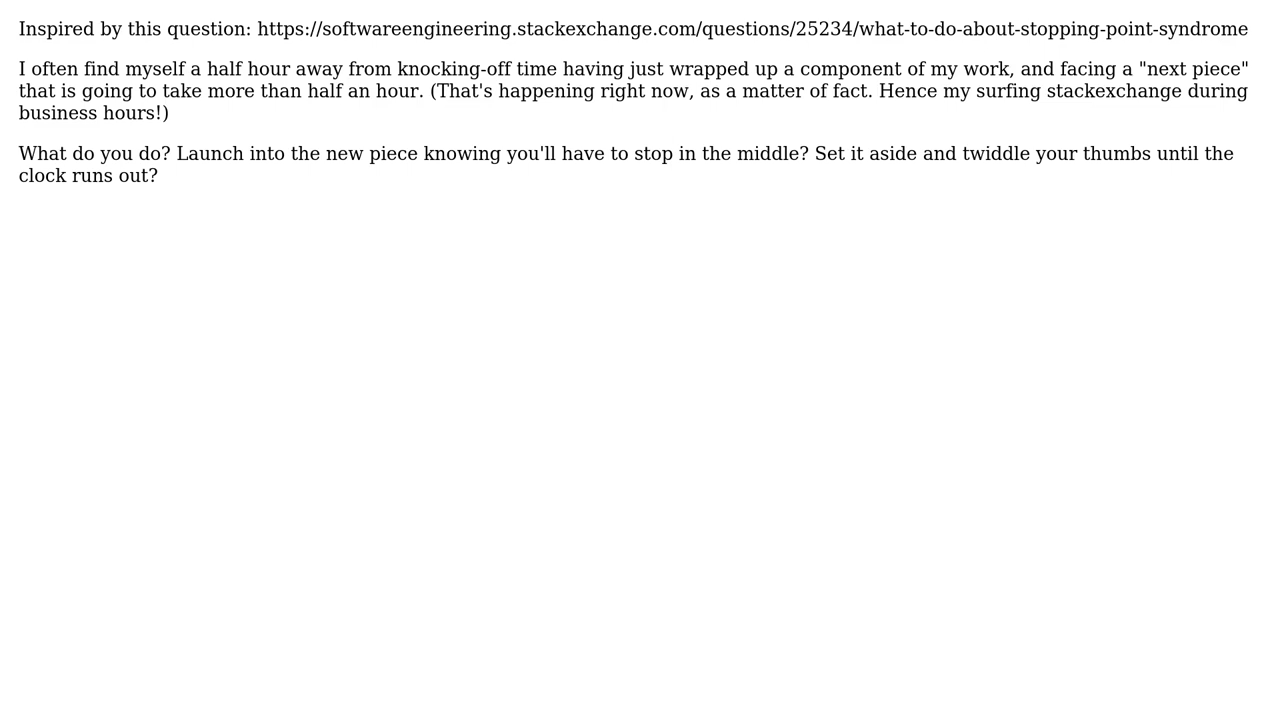 Inspired by this question: https://softwareengineering.stackexchange.com/questions/25234/what-to-do-about-stopping-point-syndrome
I often find myself a half hour away from knocking-off time having just wrapped up a component of my work, and facing a "next piece"
that is going to take more than half an hour. (That's happening right now, as a matter of fact. Hence my surfing stackexchange during
business hours!)
What do you do? Launch into the new piece knowing you'll have to stop in the middle? Set it aside and twiddle your thumbs until the
clock runs out?